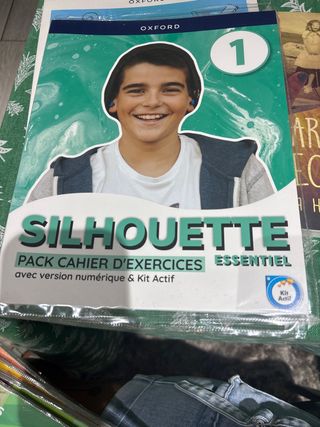 OXFORD
1
SILHOUETTE
ESSENTIEL
PACK CAHIER D'EXERCICES
avec version numérique & Kit Actif
Kit
Actif